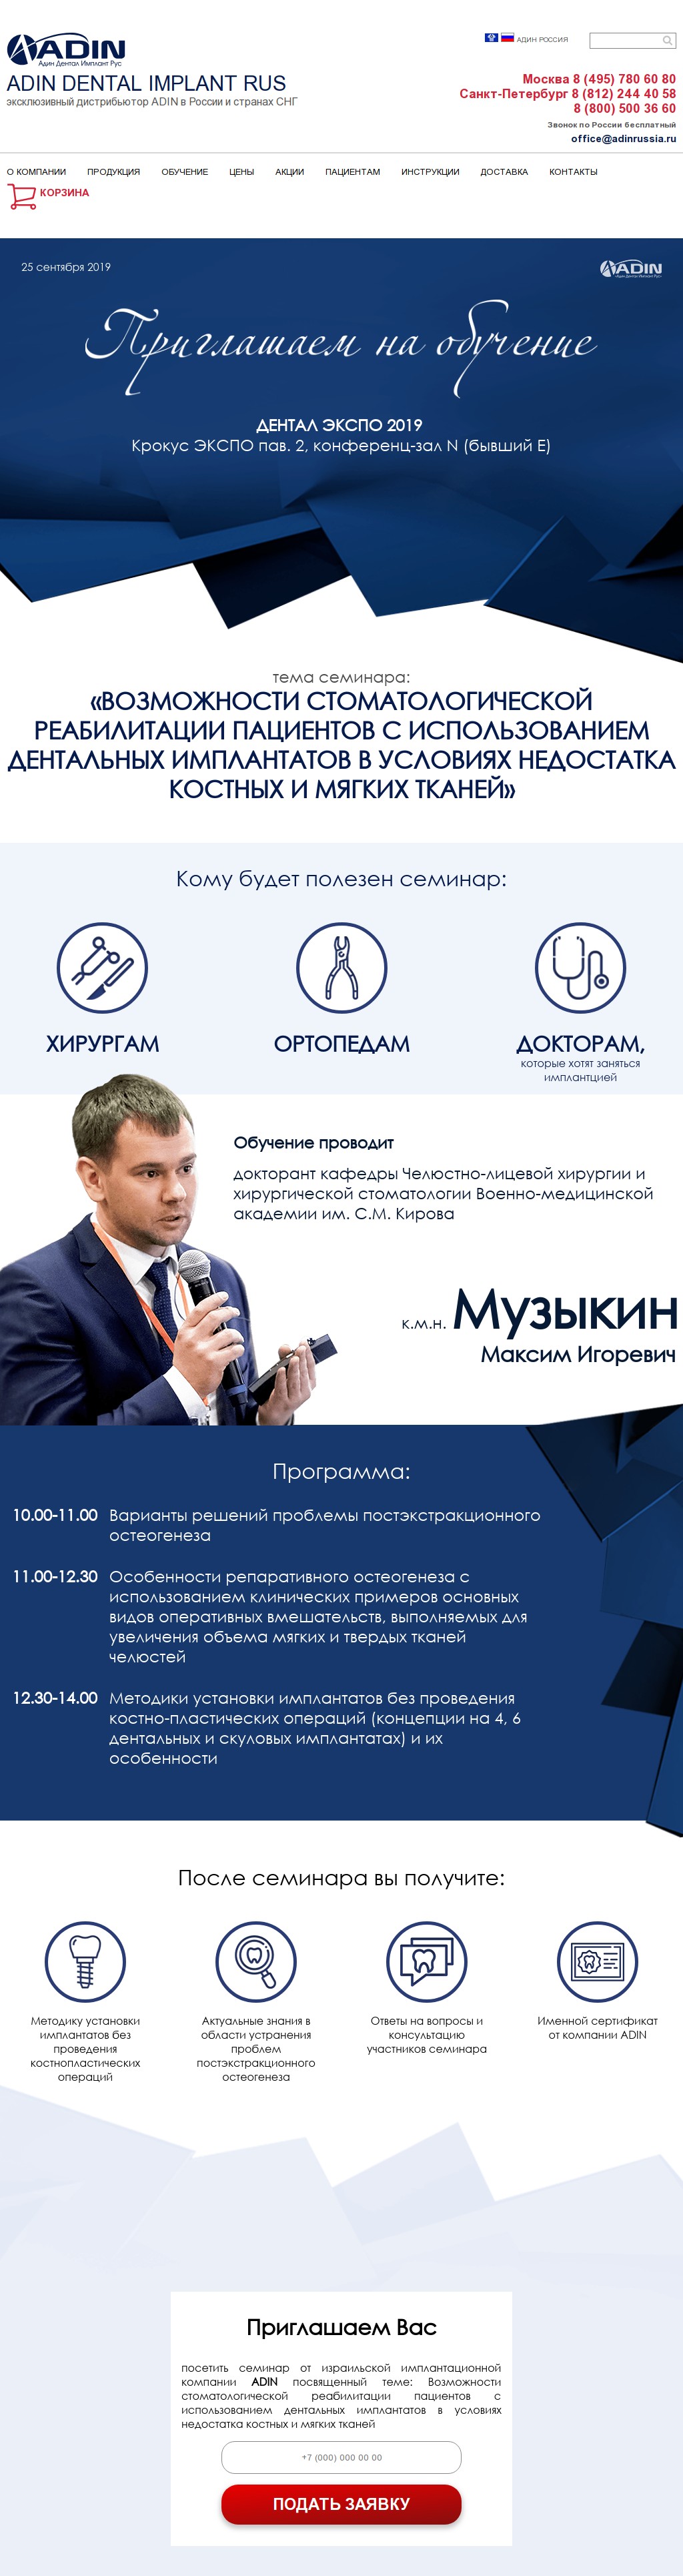 ADIN
Адин Дентал Имплант Рус
АДИН РОССИЯ
ADIN DENTAL IMPLANT RUS
эксклюзивный дистрибьютор ADIN в России и странах СНГ
Москва 8 (495) 780 60 80
Санкт-Петербург 8 (812) 244 40 58
8 (800) 500 36 60
Звонок по России бесплатный
office@adinrussia.ru
О КОМПАНИИ ПРОДУКЦИЯ ОБУЧЕНИЕ ЦЕНЫ АКЦИИ ПАЦИЕНТАМ ИНСТРУКЦИИ ДОСТАВКА КОНТАКТЫ
КОРЗИНА
25 сентября 2019
ADIN
Приглашаем на обучение
ДЕНТАЛ ЭКСПО 2019
Крокус ЭКСПО пав. 2, конференц-зал N (бывший E)
тема семинара:
«ВОЗМОЖНОСТИ СТОМАТОЛОГИЧЕСКОЙ
РЕАБИЛИТАЦИИ ПАЦИЕНТОВ С ИСПОЛЬЗОВАНИЕМ
ДЕНТАЛЬНЫХ ИМПЛАНТАТОВ В УСЛОВИЯХ НЕДОСТАТКА
КОСТНЫХ И МЯГКИХ ТКАНЕЙ»
Кому будет полезен семинар:
ХИРУРГАМ
ОРТОПЕДАМ
ДОКТОРАМ,
которые хотят заняться
имплантцией
Обучение проводит
докторант кафедры Челюстно-лицевой хирургии и
хирургической стоматологии Военно-медицинской
академии им. С.М. Кирова
к.м.н. Музыкин
Максим Игоревич
Программа:
10.00-11.00 Варианты решений проблемы постэкстракционного
остеогенеза
11.00-12.30 Особенности репаративного остеогенеза с
использованием клинических примеров основных
видов оперативных вмешательств, выполняемых для
увеличения объема мягких и твердых тканей
челюстей
12.30-14.00 Методики установки имплантатов без проведения
костно-пластических операций (концепции на 4, 6
дентальных и скуловых имплантатах) и их
особенности
После семинара вы получите:
Методику установки
имплантатов без
проведения
костнопластических
операций
Актуальные знания в
области устранения
проблем
постэкстракционного
остеогенеза
Ответы на вопросы и
консультацию
участников семинара
Именной сертификат
от компании ADIN
Приглашаем Вас
посетить семинар от израильской имплантационной
компании ADIN посвященный теме: Возможности
стоматологической реабилитации пациентов с
использованием дентальных имплантатов в условиях
недостатка костных и мягких тканей
+7 (000) 000 00 00
ПОДАТЬ ЗАЯВКУ